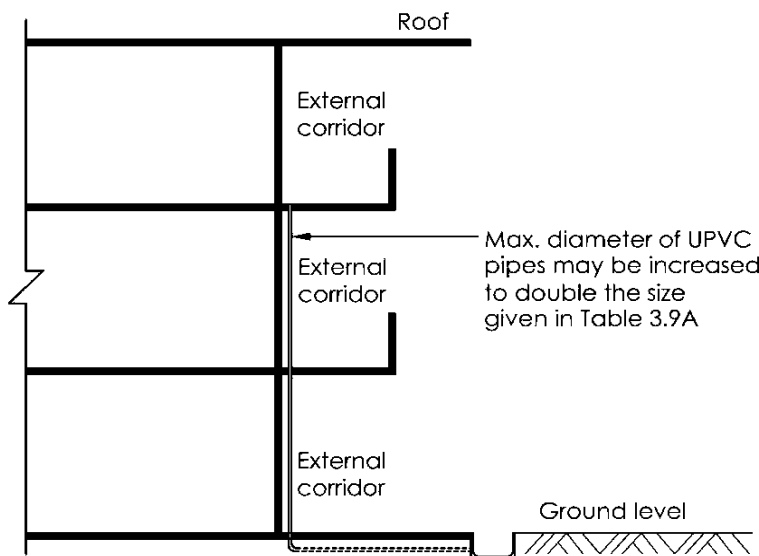 Roof
External
corridor
Max. diameter of UPVC
pipes may be increased
to double the size
given in Table 3.9A
External
corridor
External
corridor
Ground level